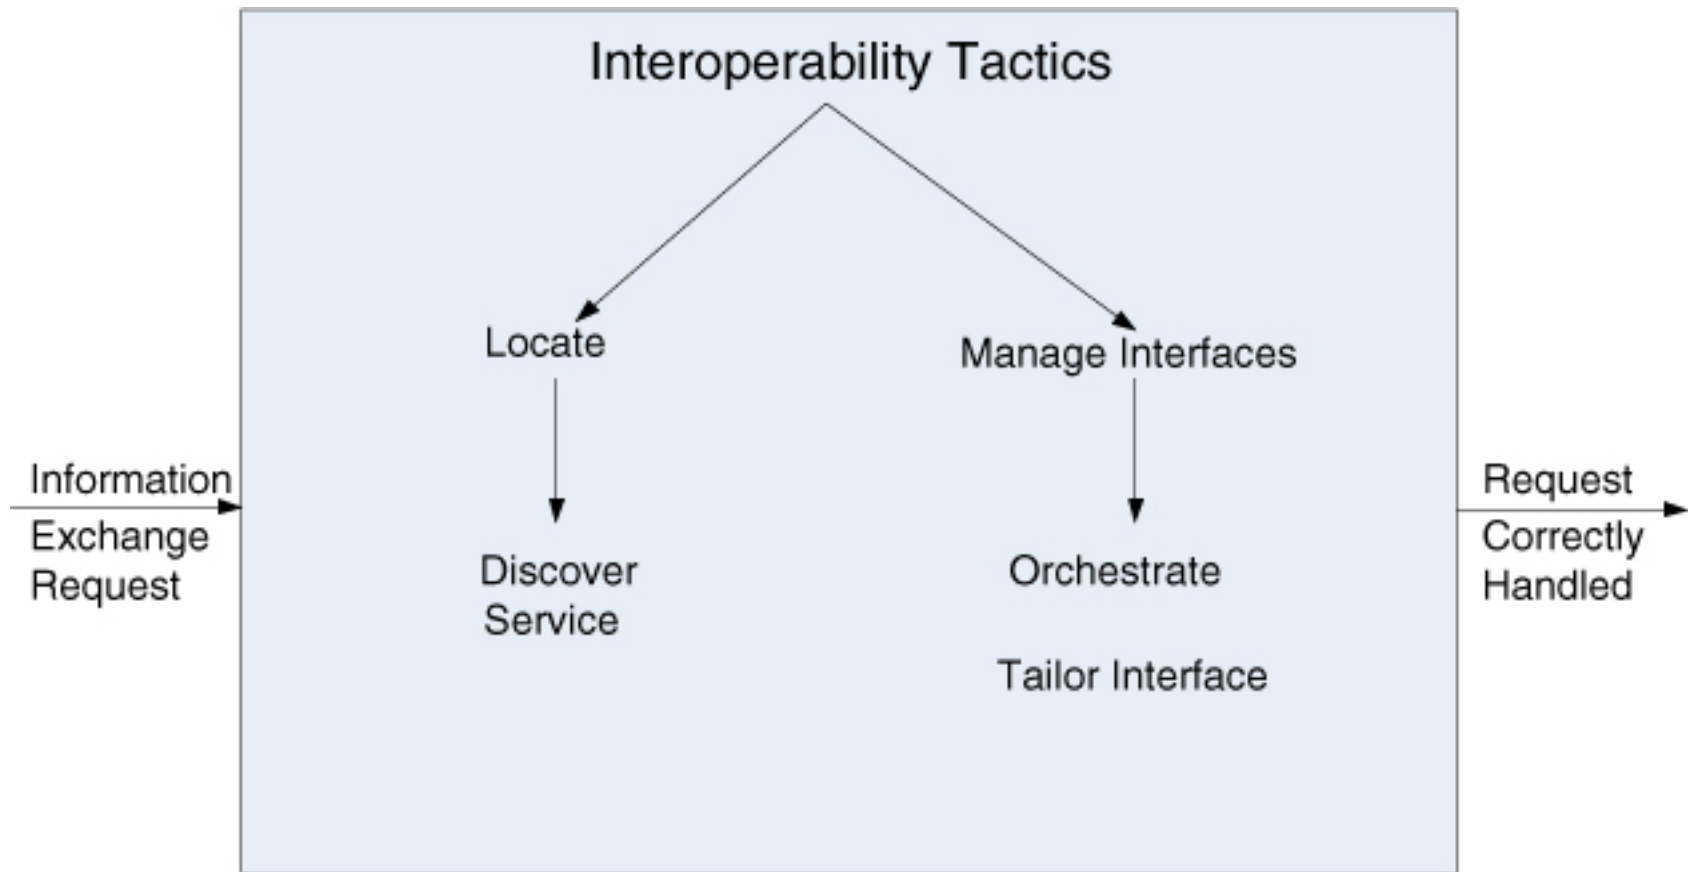 Interoperability Tactics
Locate
Manage Interfaces
Information
Exchange
Request
Discover
Service
Orchestrate
Tailor Interface
Request
Correctly
Handled